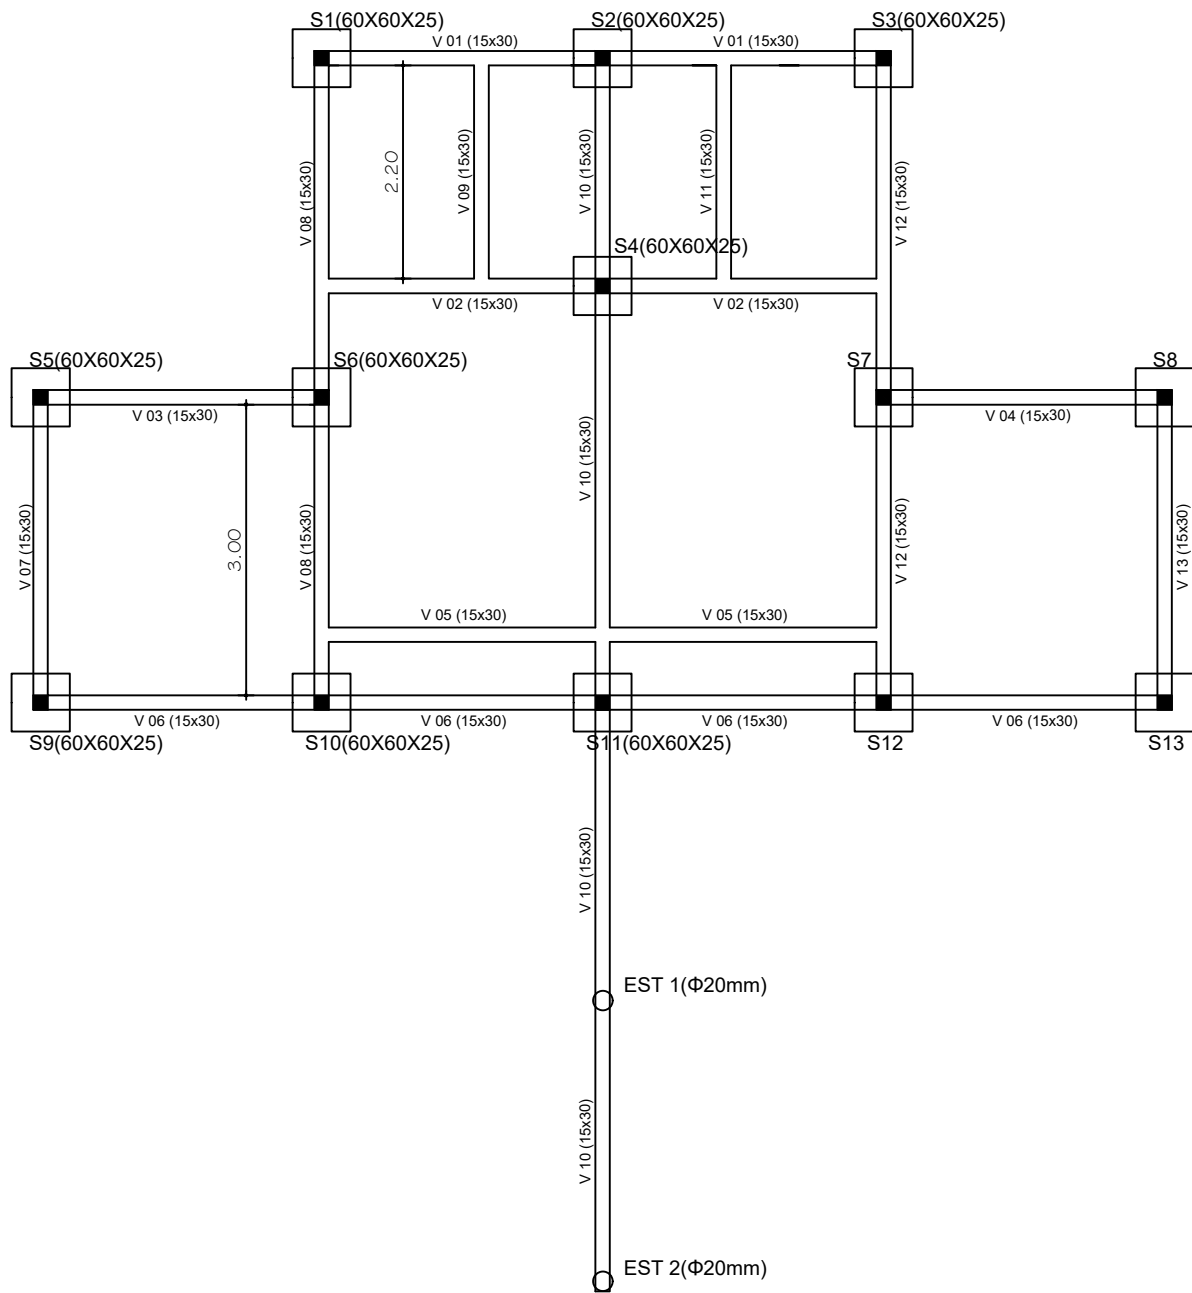 S1(60X60X25)
S2(60X60X25)
S3(60X60X25)
V 01 (15x30)
V 01 (15x30)
V 08 (15x30)
2.20
V 09 (15x30)
V 10 (15x30)
V 11 (15x30)
V 12 (15x30)
S4(60X60X25)
V 02 (15x30)
V 02 (15x30)
S5(60X60X25)
S6(60X60X25)
S7
S8
V 03 (15x30)
V 04 (15x30)
V 07 (15x30)
3.00
V 08 (15x30)
V 10 (15x30)
V 12 (15x30)
V 13 (15x30)
V 05 (15x30)
V 05 (15x30)
V 06 (15x30)
V 06 (15x30)
V 06 (15x30)
V 06 (15x30)
S9(60X60X25)
S10(60X60X25)
S11(60X60X25)
S12
S13
V 10 (15x30)
EST 1(Φ20mm)
V 10 (15x30)
EST 2(Φ20mm)